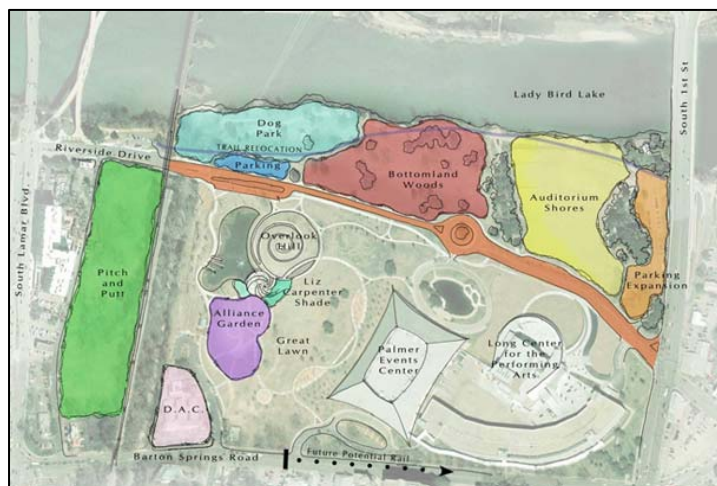 Lady Bird Lake
South 1st St
Dog
Park
TRAIL RELOCATION
Riverside Drive
Parking
Bottomland
Woods
Auditorium
Shores
South Lamar Blvd
Overlook
Hill
Pitch
and
Putt
Liz
Carpenter
Shade
Parking
Expansion
Alliance
Garden
Great
Lawn
Palmer
Events
Center
Long Center
for the
Performing
Arts
D.A.C.
Barton Springs Road
Future Potential Rail